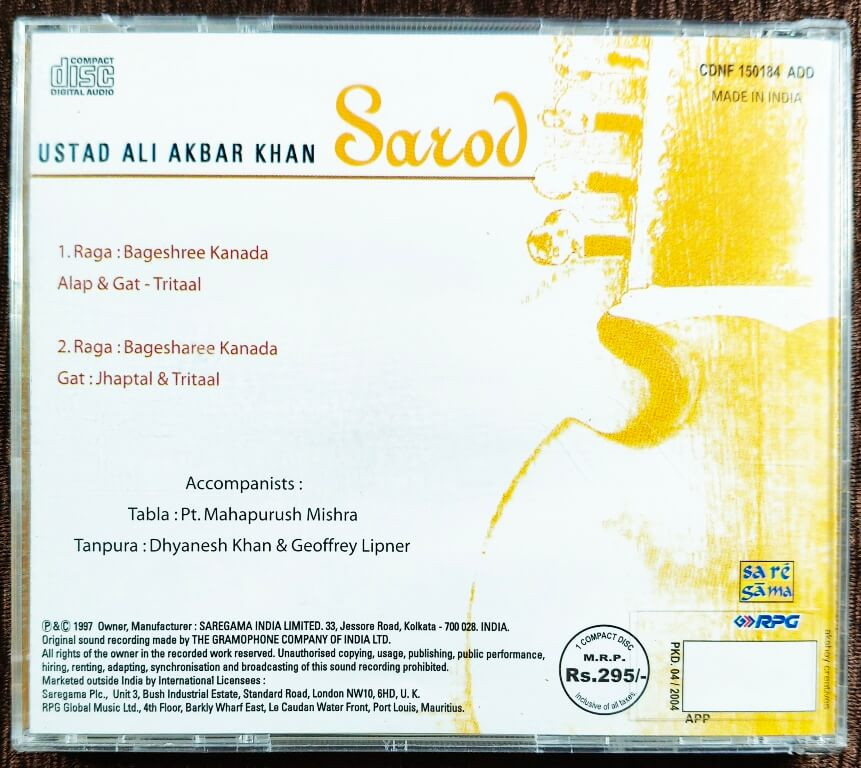 COMPACT
disc
DIGITAL AUDIO
CDNF 150184 ADD
MADE IN INDIA
USTAD ALI AKBAR KHAN Sarod
1. Raga : Bageshree Kanada
Alap & Gat - Tritaal
2. Raga : Bagesharee Kanada
Gat : Jhaptal & Tritaal
Accompanists :
Tabla : Pt. Mahapurush Mishra
Tanpura : Dhyanesh Khan & Geoffrey Lipner
sa ré
gama
RPG
Ⓟ & © 1997 Owner, Manufacturer : SAREGAMA INDIA LIMITED. 33, Jessore Road, Kolkata - 700 028. INDIA.
Original sound recording made by THE GRAMOPHONE COMPANY OF INDIA LTD.
All rights of the owner in the recorded work reserved. Unauthorised copying, usage, publishing, public performance,
hiring, renting, adapting, synchronisation and broadcasting of this sound recording prohibited.
Marketed outside India by International Licensees :
Saregama Plc., Unit 3, Bush Industrial Estate, Standard Road, London NW10, 6HD, U. K.
RPG Global Music Ltd., 4th Floor, Barkly Wharf East, Le Caudan Water Front, Port Louis, Mauritius.
1 COMPACT DISC
M.R.P.
Rs.295/-
inclusive of all taxes.
PKD. 04 / 2004
APP